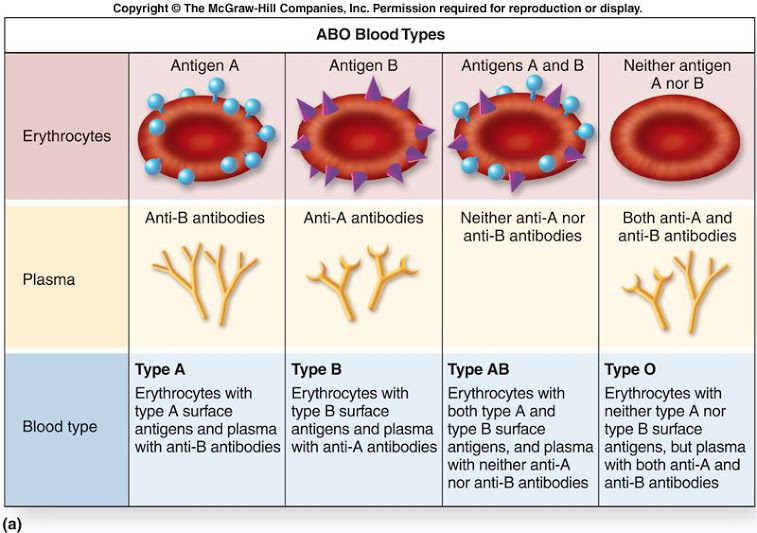 Copyright © The McGraw-Hill Companies, Inc. Permission required for reproduction or display.
ABO Blood Types
Erythrocytes
Antigen A
Antigen B
Antigens A and B
Neither antigen
A nor B
Plasma
Anti-B antibodies
Anti-A antibodies
Neither anti-A nor
anti-B antibodies
Both anti-A and
anti-B antibodies
Blood type
Type A
Erythrocytes with
type A surface
antigens and plasma
with anti-B antibodies
Type B
Erythrocytes with
type B surface
antigens and plasma
with anti-A antibodies
Type AB
Erythrocytes with
both type A and
type B surface
antigens, and plasma
with neither anti-A
nor anti-B antibodies
Type O
Erythrocytes with
neither type A nor
type B surface
antigens, but plasma
with both anti-A and
anti-B antibodies
(a)